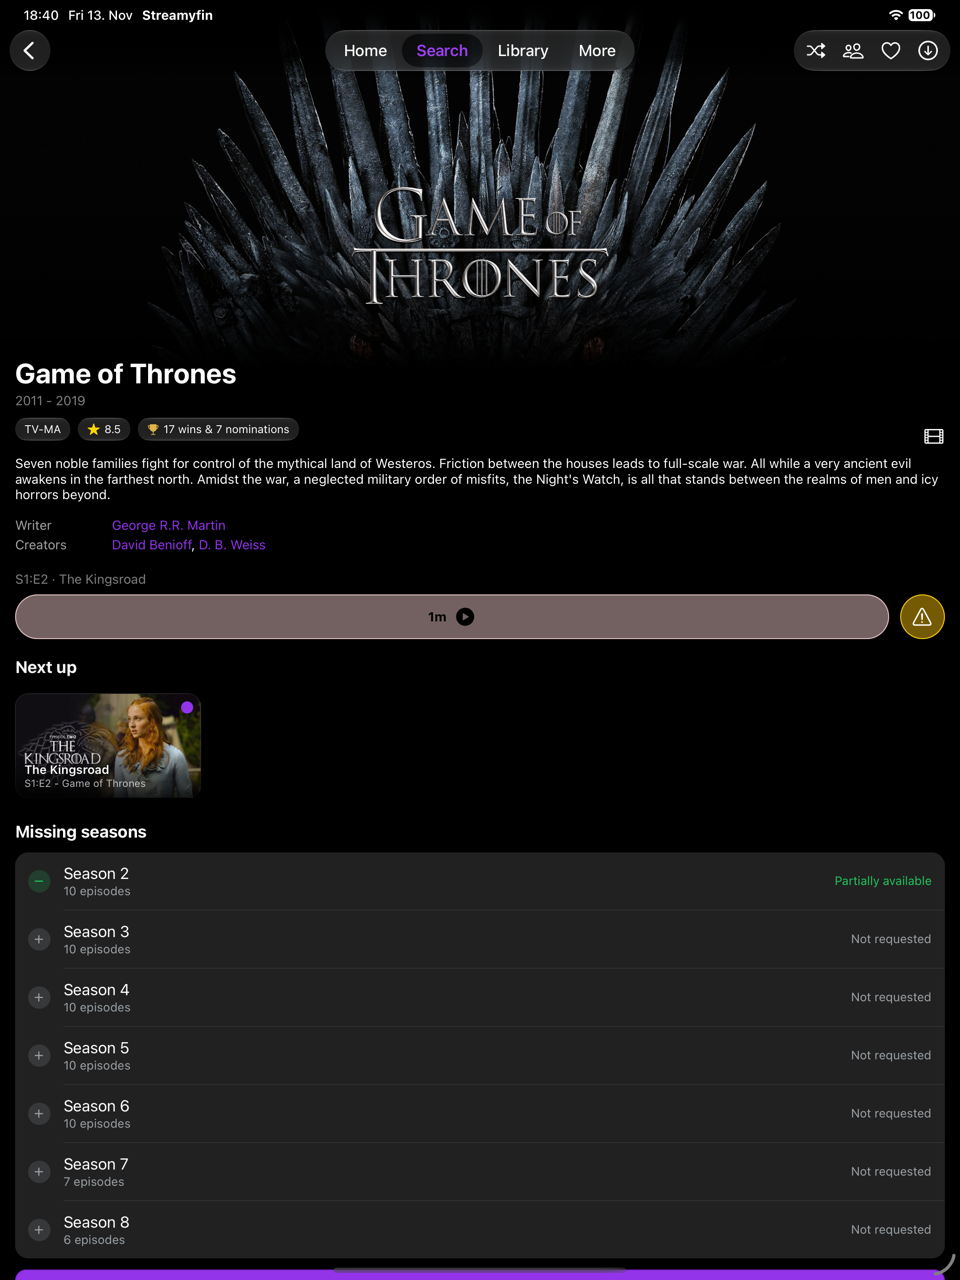 18:40 Fri 13. Nov Streamyfin
100
Home Search Library More
GAME OF
THRONES
Game of Thrones
2011 - 2019
TV-MA 8.5 17 wins & 7 nominations
Seven noble families fight for control of the mythical land of Westeros. Friction between the houses leads to full-scale war. All while a very ancient evil
awakens in the farthest north. Amidst the war, a neglected military order of misfits, the Night's Watch, is all that stands between the realms of men and icy
horrors beyond.
Writer George R.R. Martin
Creators David Benioff, D. B. Weiss
S1:E2 · The Kingsroad
1m
Next up
EPISODE TWO
THE
KINGSROAD
The Kingsroad
S1:E2 - Game of Thrones
Missing seasons
Season 2
10 episodes
Partially available
Season 3
10 episodes
Not requested
Season 4
10 episodes
Not requested
Season 5
10 episodes
Not requested
Season 6
10 episodes
Not requested
Season 7
7 episodes
Not requested
Season 8
6 episodes
Not requested